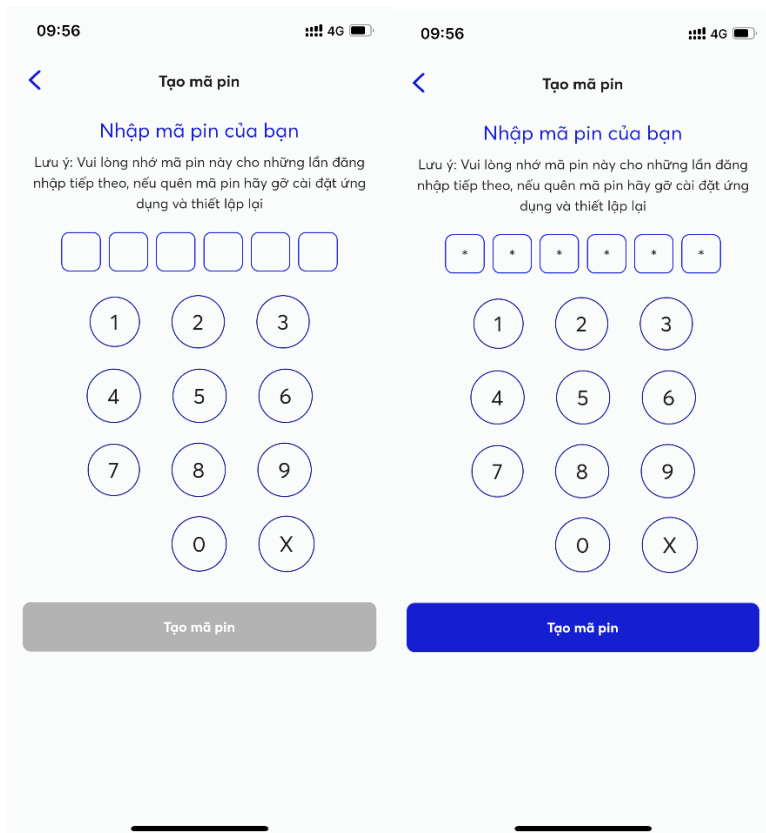 09:56 4G
Tạo mã pin
Nhập mã pin của bạn
Lưu ý: Vui lòng nhớ mã pin này cho những lần đăng
nhập tiếp theo, nếu quên mã pin hãy gỡ cài đặt ứng
dụng và thiết lập lại
1 2 3
4 5 6
7 8 9
0 X
Tạo mã pin
09:56 4G
Tạo mã pin
Nhập mã pin của bạn
Lưu ý: Vui lòng nhớ mã pin này cho những lần đăng
nhập tiếp theo, nếu quên mã pin hãy gỡ cài đặt ứng
dụng và thiết lập lại
* * * * * *
1 2 3
4 5 6
7 8 9
0 X
Tạo mã pin